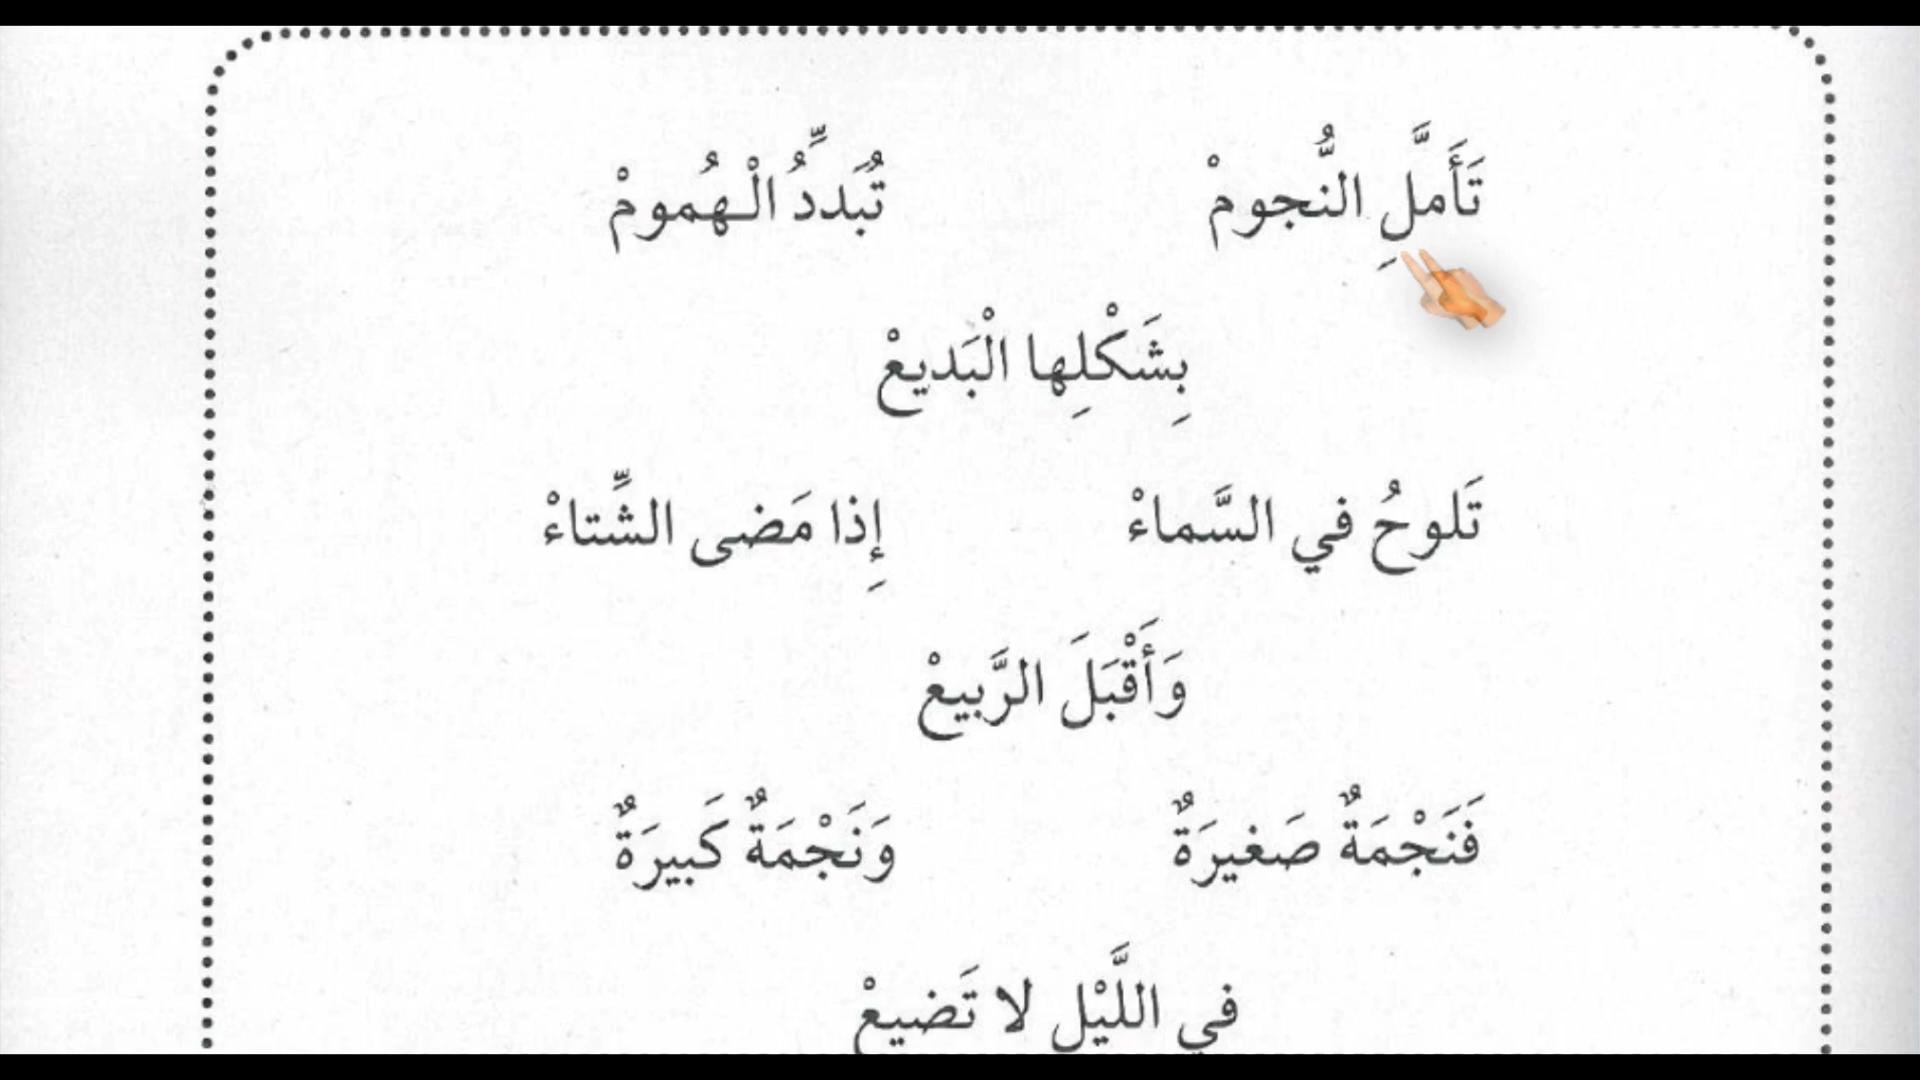 تَأَمَّلِ النُّجومْ تُبَدِّدُ الْهُمومْ
بِشَكْلِها الْبَديعْ
تَلوحُ في السَّماءْ إِذا مَضى الشِّتاءْ
وَأَقْبَلَ الرَّبيعْ
فَنَجْمَةٌ صَغيرَةٌ وَنَجْمَةٌ كَبيرَةٌ
في اللَّيْلِ لا تَضيعْ